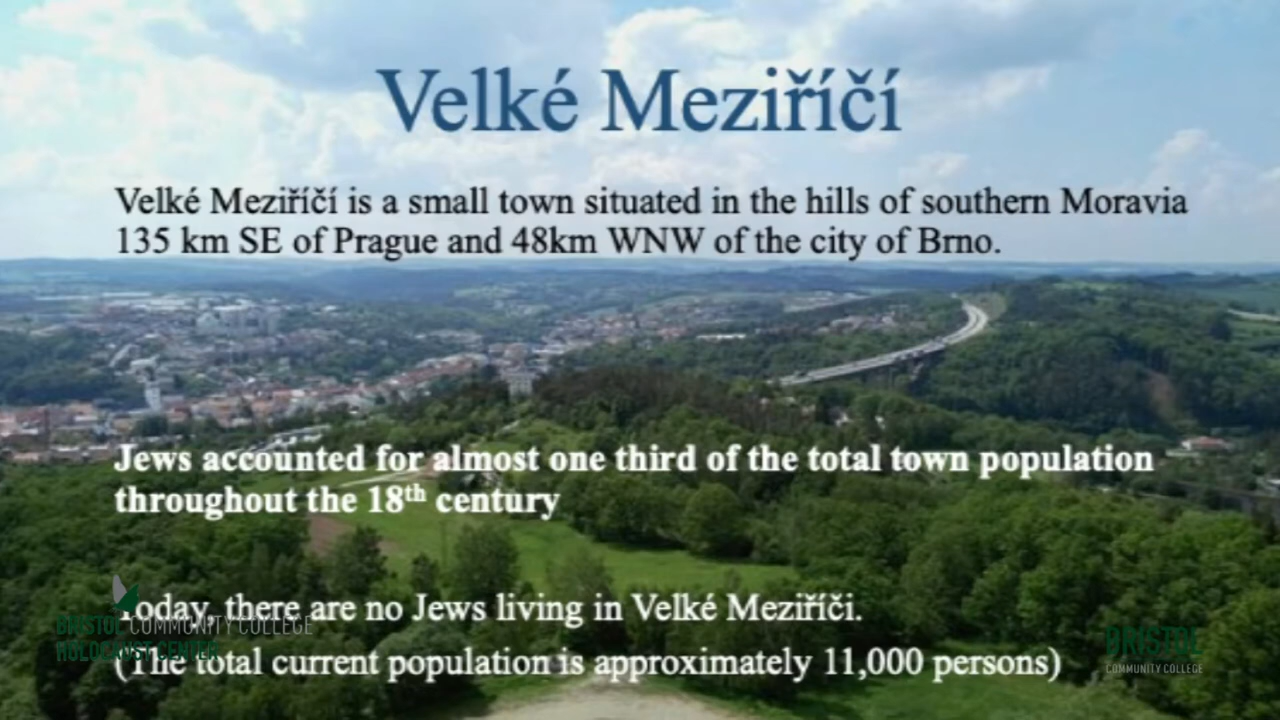 Velké Meziříčí
Velké Meziříčí is a small town situated in the hills of southern Moravia
135 km SE of Prague and 48km WNW of the city of Brno.
Jews accounted for almost one third of the total town population
throughout the 18th century
Today, there are no Jews living in Velké Meziříči.
BRISTOL COMMUNITY COLLEGE
HOLOCAUST CENTER
(The total current population is approximately 11,000 persons)
BRISTOL
COMMUNITY COLLEGE